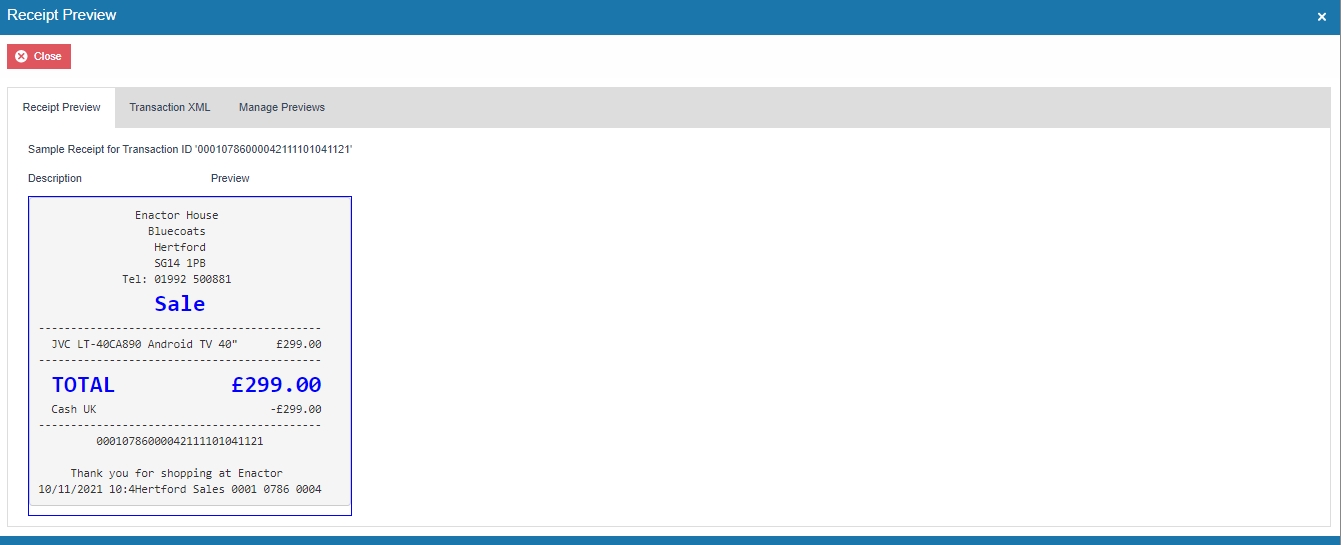 Receipt Preview
×
Close
Receipt Preview Transaction XML Manage Previews
Sample Receipt for Transaction ID '00010786000042111101041121'
Description Preview
Enactor House
Bluecoats
Hertford
SG14 1PB
Tel: 01992 500881
Sale
--------------------------------------------
JVC LT-40CA890 Android TV 40" £299.00
--------------------------------------------
TOTAL £299.00
Cash UK -£299.00
--------------------------------------------
00010786000042111101041121
Thank you for shopping at Enactor
10/11/2021 10:4Hertford Sales 0001 0786 0004